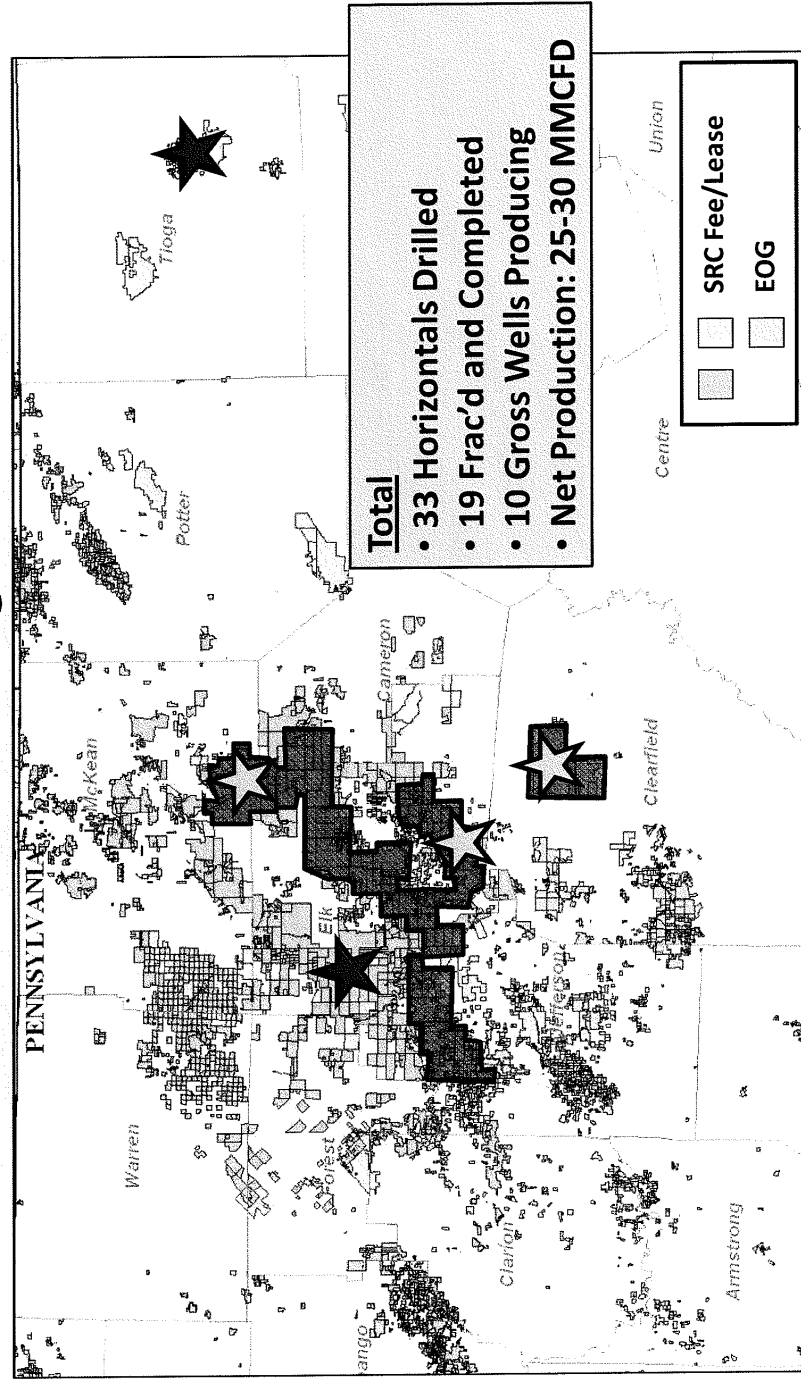 PENNSYLVANIA
Warren
McKean
Potter
Tioga
Forest
Elk
Cameron
ango
Clarion
Jefferson
Clearfield
Centre
Union
Armstrong
Total
• 33 Horizontals Drilled
• 19 Frac'd and Completed
• 10 Gross Wells Producing
• Net Production: 25-30 MMCFD
SRC Fee/Lease
EOG